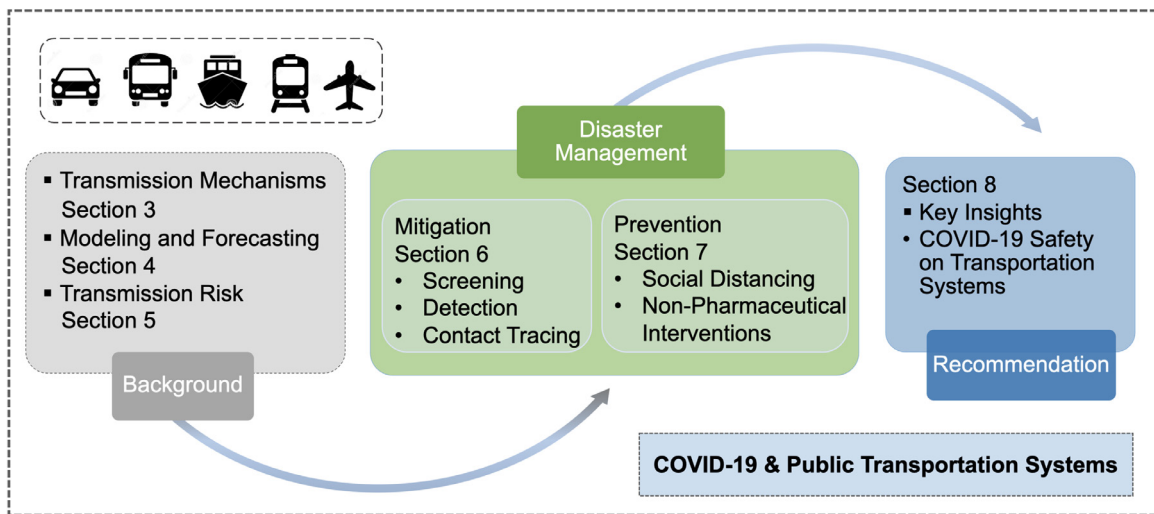 ▪ Transmission Mechanisms
Section 3
▪ Modeling and Forecasting
Section 4
▪ Transmission Risk
Section 5
Background
Disaster
Management
Mitigation
Section 6
• Screening
• Detection
• Contact Tracing
Prevention
Section 7
• Social Distancing
• Non-Pharmaceutical
Interventions
Section 8
▪ Key Insights
• COVID-19 Safety
on Transportation
Systems
Recommendation
COVID-19 & Public Transportation Systems